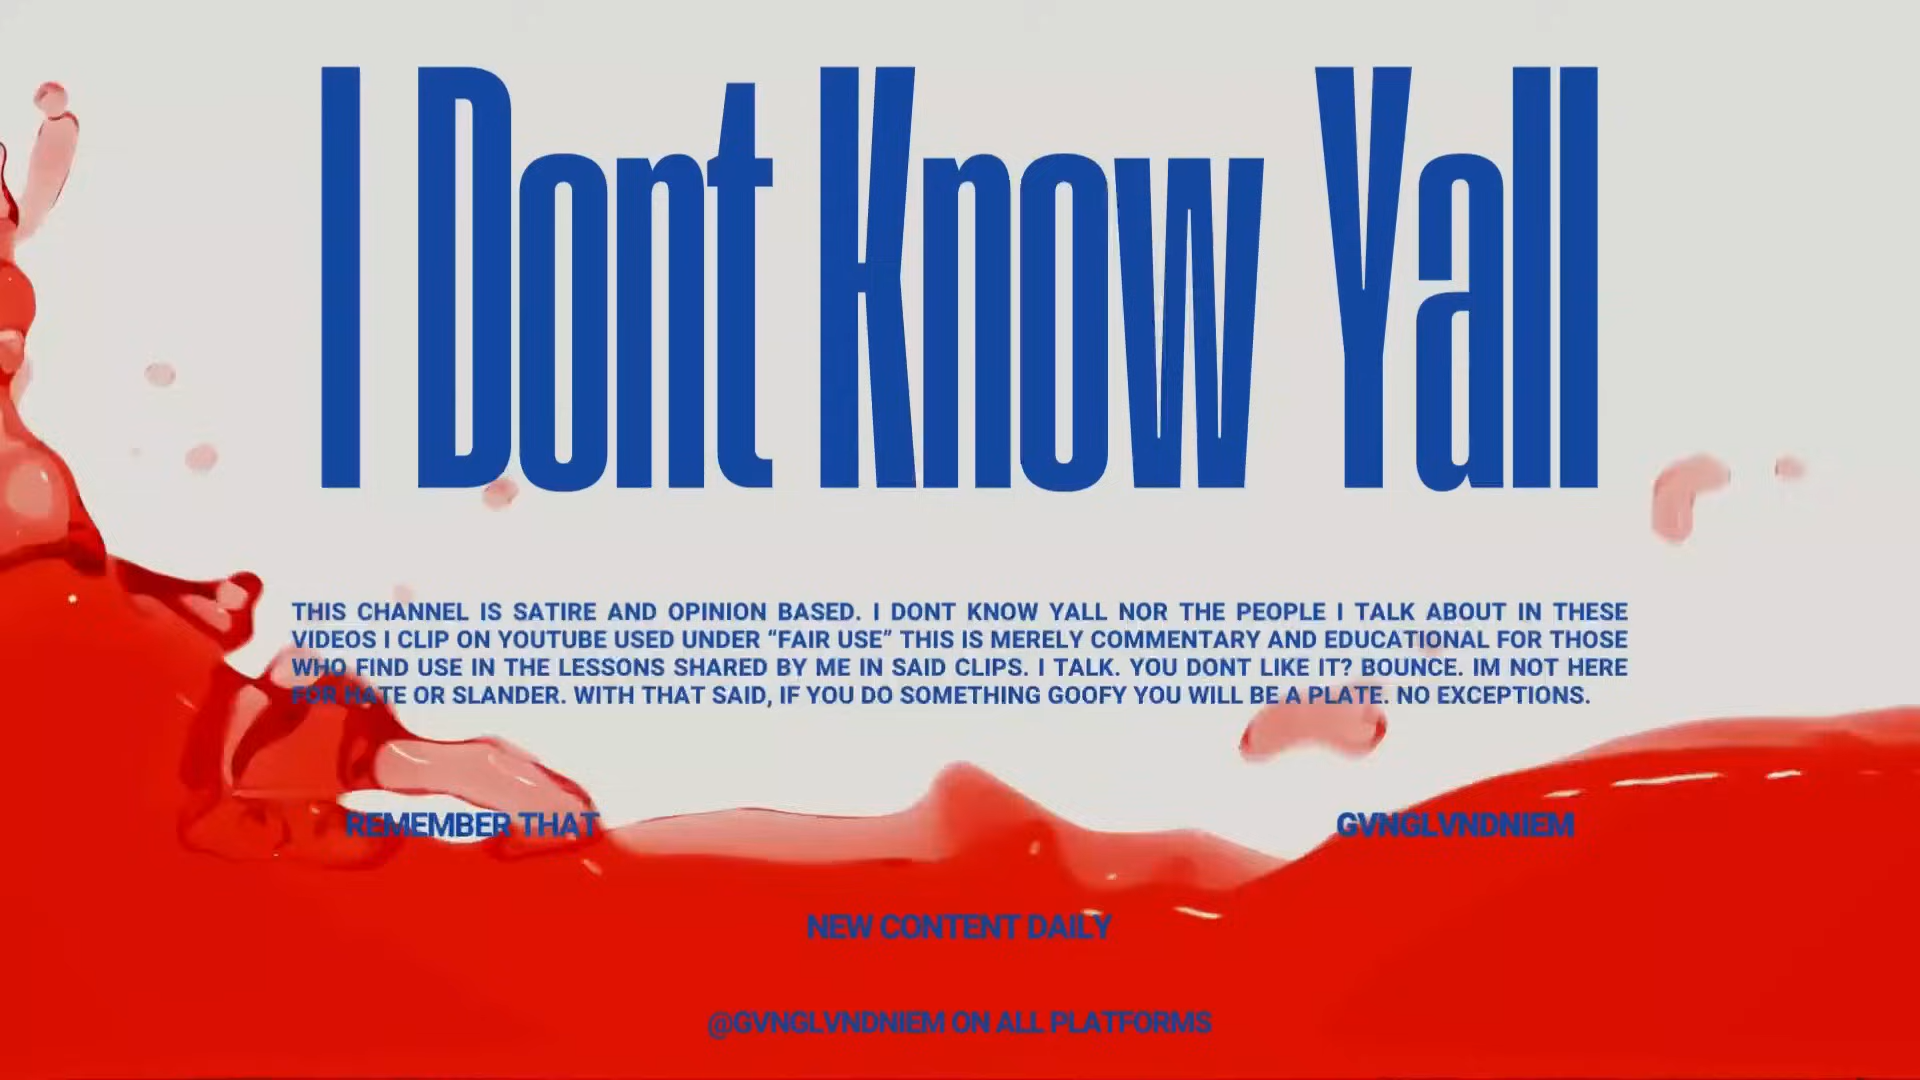 I Dont Know Yall
THIS CHANNEL IS SATIRE AND OPINION BASED. I DONT KNOW YALL NOR THE PEOPLE I TALK ABOUT IN THESE
VIDEOS I CLIP ON YOUTUBE USED UNDER “FAIR USE” THIS IS MERELY COMMENTARY AND EDUCATIONAL FOR THOSE
WHO FIND USE IN THE LESSONS SHARED BY ME IN SAID CLIPS. I TALK. YOU DONT LIKE IT? BOUNCE. IM NOT HERE
FOR HATE OR SLANDER. WITH THAT SAID, IF YOU DO SOMETHING GOOFY YOU WILL BE A PLATE. NO EXCEPTIONS.
REMEMBER THAT
GVNGLVNDNIEM
NEW CONTENT DAILY
@GVNGLVNDNIEM ON ALL PLATFORMS